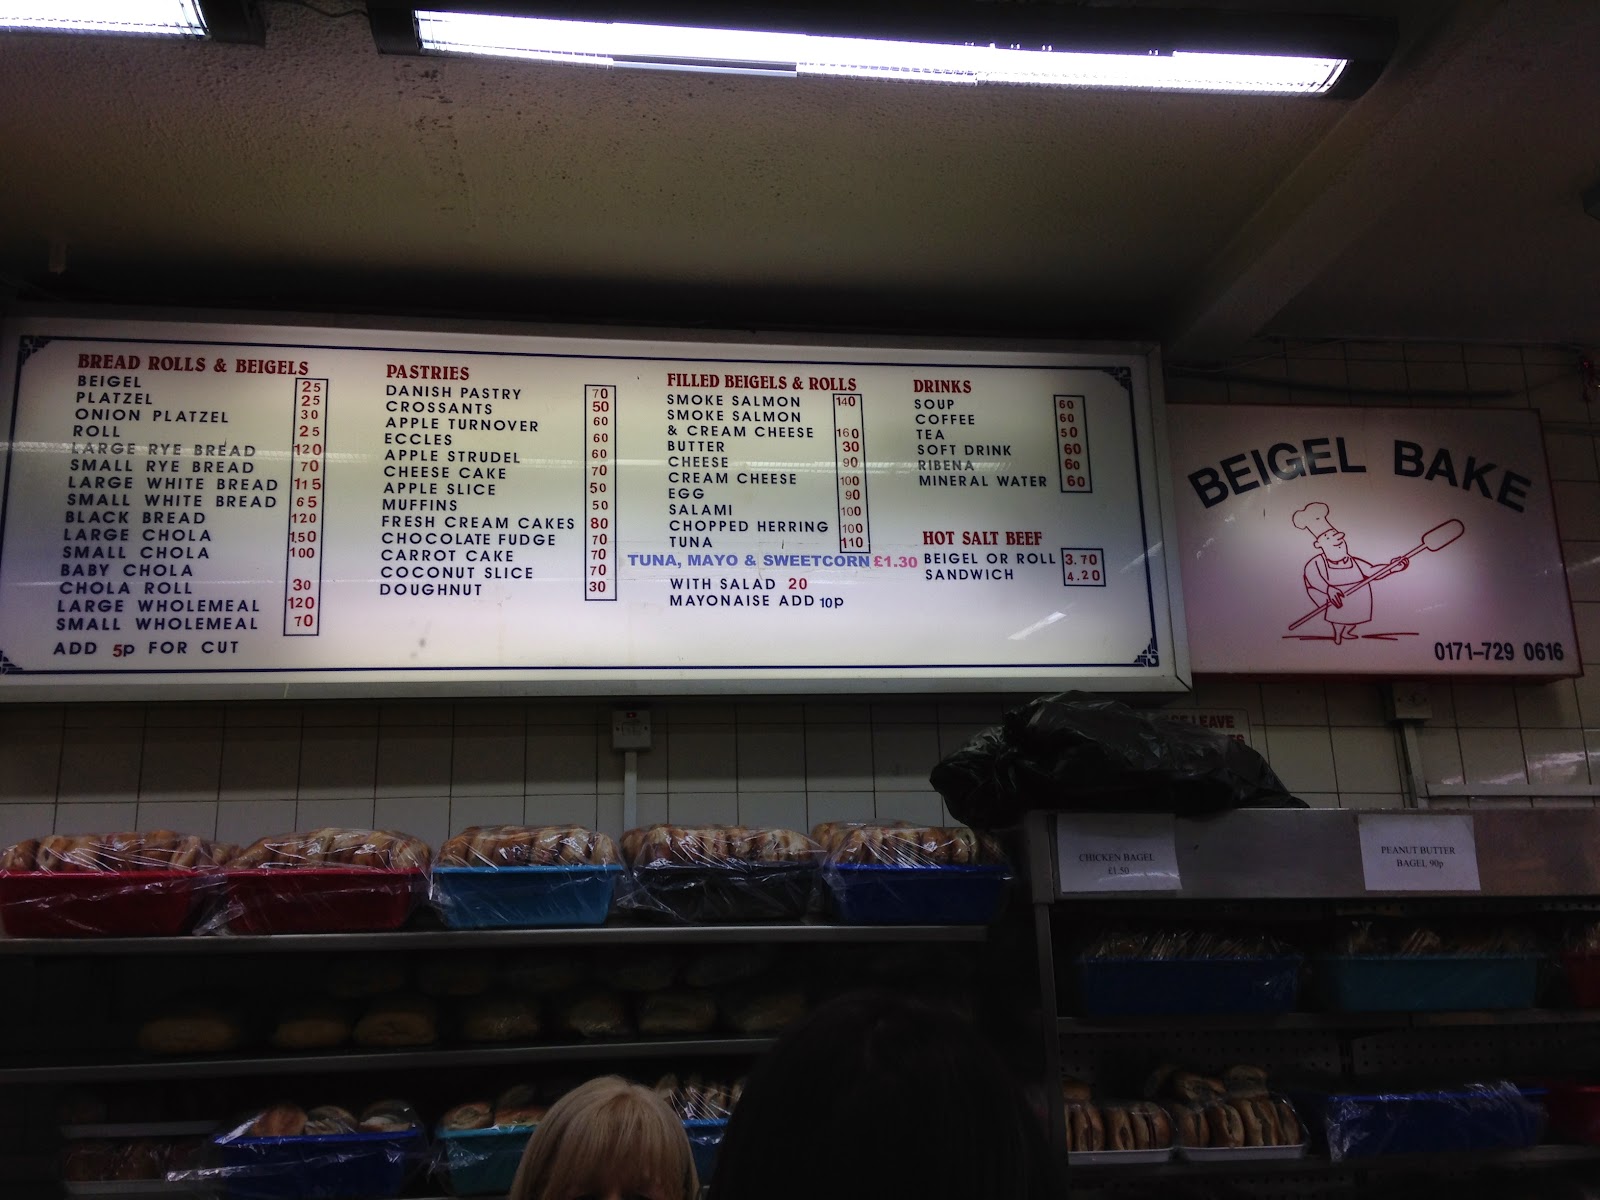 BREAD ROLLS & BEIGELS
BEIGEL 25
PLATZEL 25
ONION PLATZEL 30
ROLL 25
LARGE RYE BREAD 120
SMALL RYE BREAD 70
LARGE WHITE BREAD 115
SMALL WHITE BREAD 65
BLACK BREAD 120
LARGE CHOLA 150
SMALL CHOLA 100
BABY CHOLA
CHOLA ROLL 30
LARGE WHOLEMEAL 120
SMALL WHOLEMEAL 70
ADD 5p FOR CUT
PASTRIES
DANISH PASTRY 70
CROSSANTS 50
APPLE TURNOVER 60
ECCLES 60
APPLE STRUDEL 60
CHEESE CAKE 70
APPLE SLICE 50
MUFFINS 50
FRESH CREAM CAKES 80
CHOCOLATE FUDGE 70
CARROT CAKE 70
COCONUT SLICE 70
DOUGHNUT 30
FILLED BEIGELS & ROLLS
SMOKE SALMON 140
SMOKE SALMON
& CREAM CHEESE 160
BUTTER 30
CHEESE 90
CREAM CHEESE 100
EGG 90
SALAMI 100
CHOPPED HERRING 100
TUNA 110
TUNA, MAYO & SWEETCORN £1.30
WITH SALAD 20
MAYONAISE ADD 10p
DRINKS
SOUP 60
COFFEE 60
TEA 50
SOFT DRINK 60
RIBENA 60
MINERAL WATER 60
HOT SALT BEEF
BEIGEL OR ROLL 3.70
SANDWICH 4.20
BEIGEL BAKE
0171-729 0616
LEAVE
CHICKEN BAGEL
£1.50
PEANUT BUTTER
BAGEL 90p